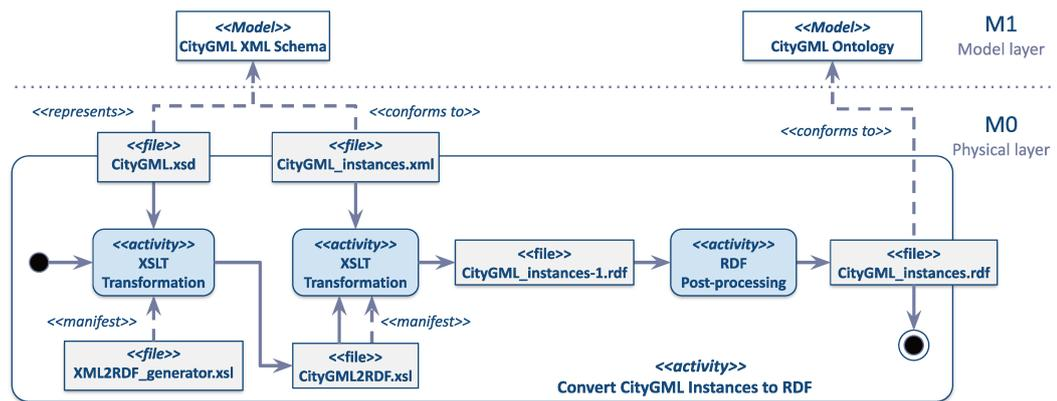 <<Model>>
CityGML XML Schema
<<Model>>
CityGML Ontology
M1
Model layer
<<represents>>
<<conforms to>>
<<conforms to>>
M0
Physical layer
<<file>>
CityGML.xsd
<<file>>
CityGML_instances.xml
<<activity>>
XSLT
Transformation
<<activity>>
XSLT
Transformation
<<file>>
CityGML_instances-1.rdf
<<activity>>
RDF
Post-processing
<<file>>
CityGML_instances.rdf
<<manifest>>
<<manifest>>
<<file>>
XML2RDF_generator.xsl
<<file>>
CityGML2RDF.xsl
<<activity>>
Convert CityGML Instances to RDF